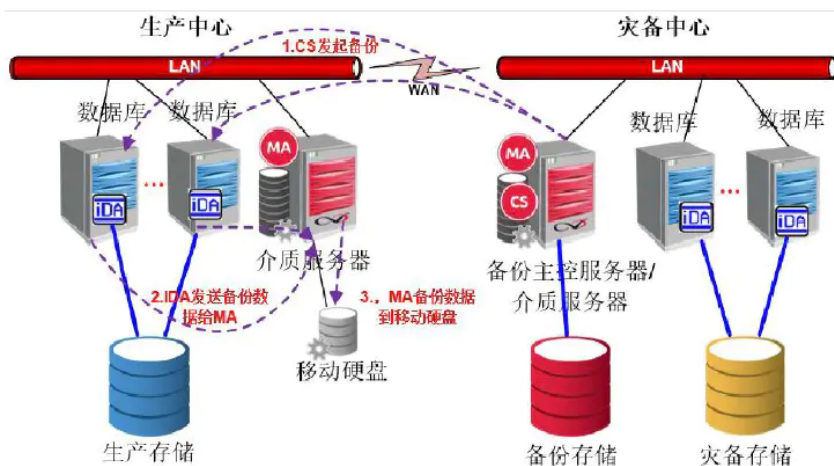 生产中心
灾备中心
1.CS发起备份
LAN
LAN
WAN
数据库
数据库
数据库
数据库
MA
MA
CS
...
...
iDA
iDA
iDA
iDA
介质服务器
备份主控服务器/
介质服务器
2.IDA发送备份数
据给MA
3.，MA备份数据
到移动硬盘
移动硬盘
生产存储
备份存储
灾备存储